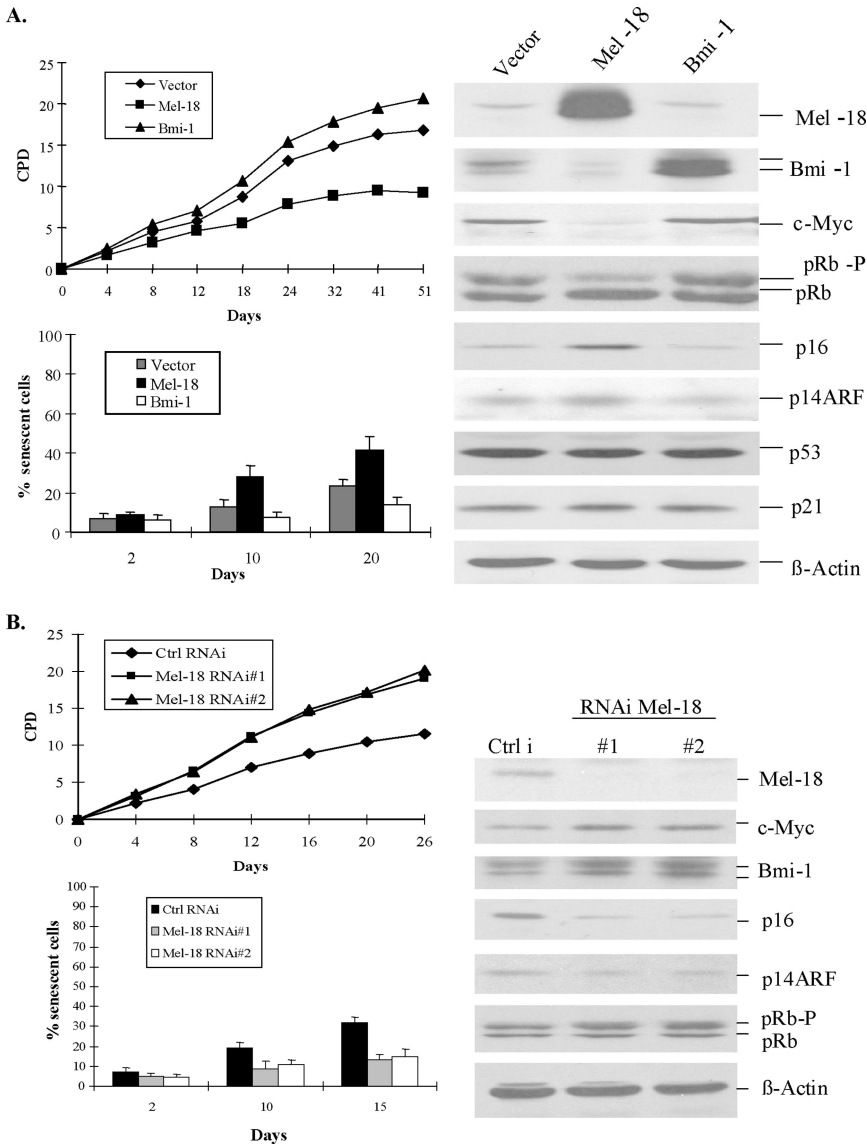 A.
25
20
15
10
5
0
CPD
Vector
Mel-18
Bmi-1
0 4 8 12 18 24 32 41 51
Days
100
80
60
40
20
0
% senescent cells
Vector
Mel-18
Bmi-1
2 10 20
Days
Vector Mel -18 Bmi -1
Mel -18
Bmi -1
c-Myc
pRb -P
pRb
p16
p14ARF
p53
p21
ß-Actin
B.
25
20
15
10
5
0
CPD
Ctrl RNAi
Mel-18 RNAi#1
Mel-18 RNAi#2
0 4 8 12 16 20 26
Days
100
90
80
70
60
50
40
30
20
10
0
% senescent cells
Ctrl RNAi
Mel-18 RNAi#1
Mel-18 RNAi#2
2 10 15
Days
RNAi Mel-18
Ctrl i #1 #2
Mel-18
c-Myc
Bmi-1
p16
p14ARF
pRb-P
pRb
ß-Actin